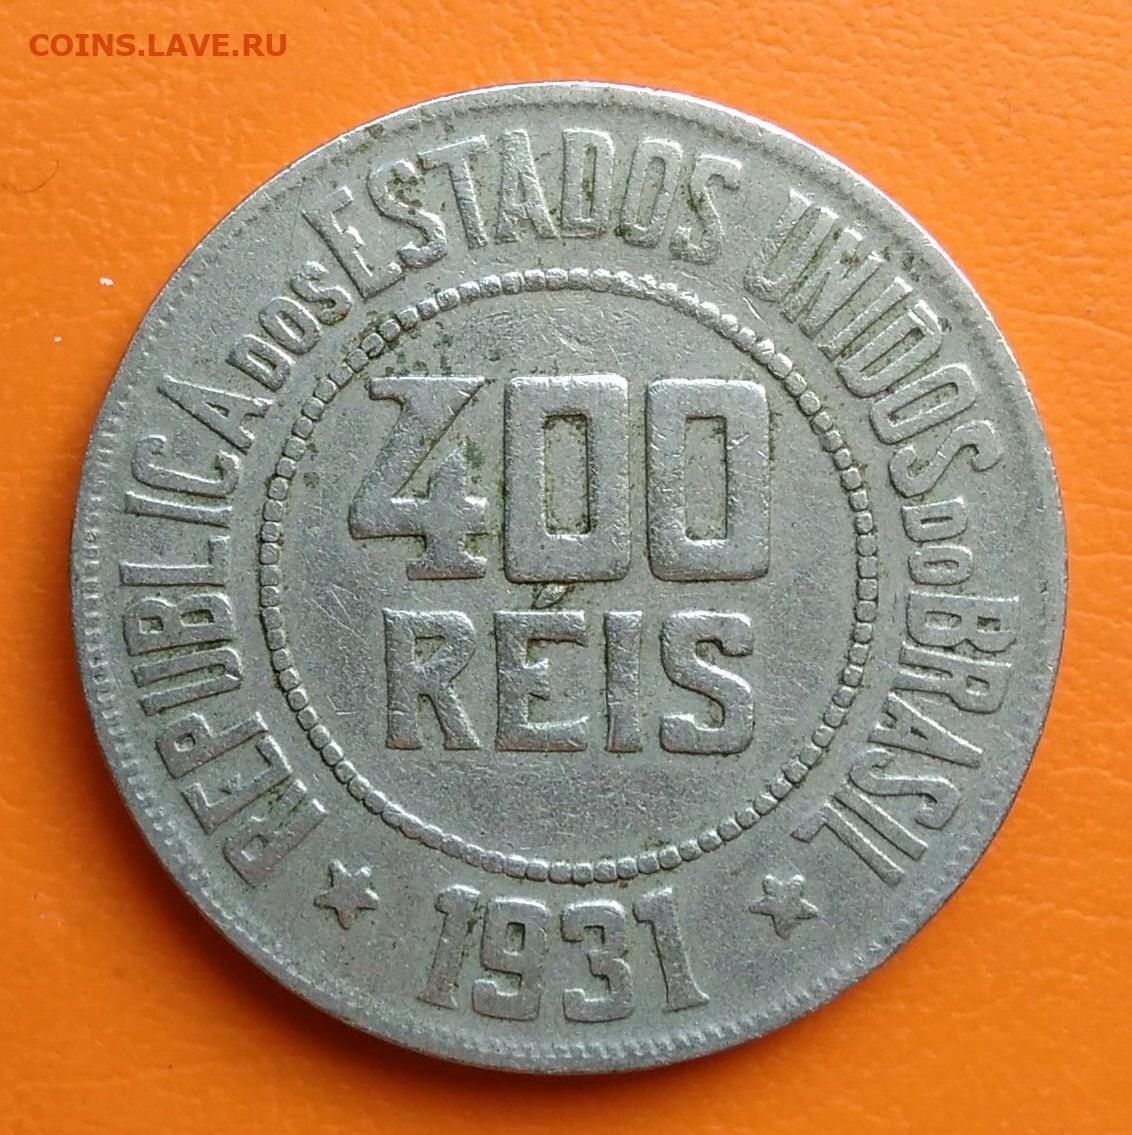 COINS.LAVE.RU
REPUBLICA DOS ESTADOS UNIDOS DO BRASIL
400
RÉIS
1931